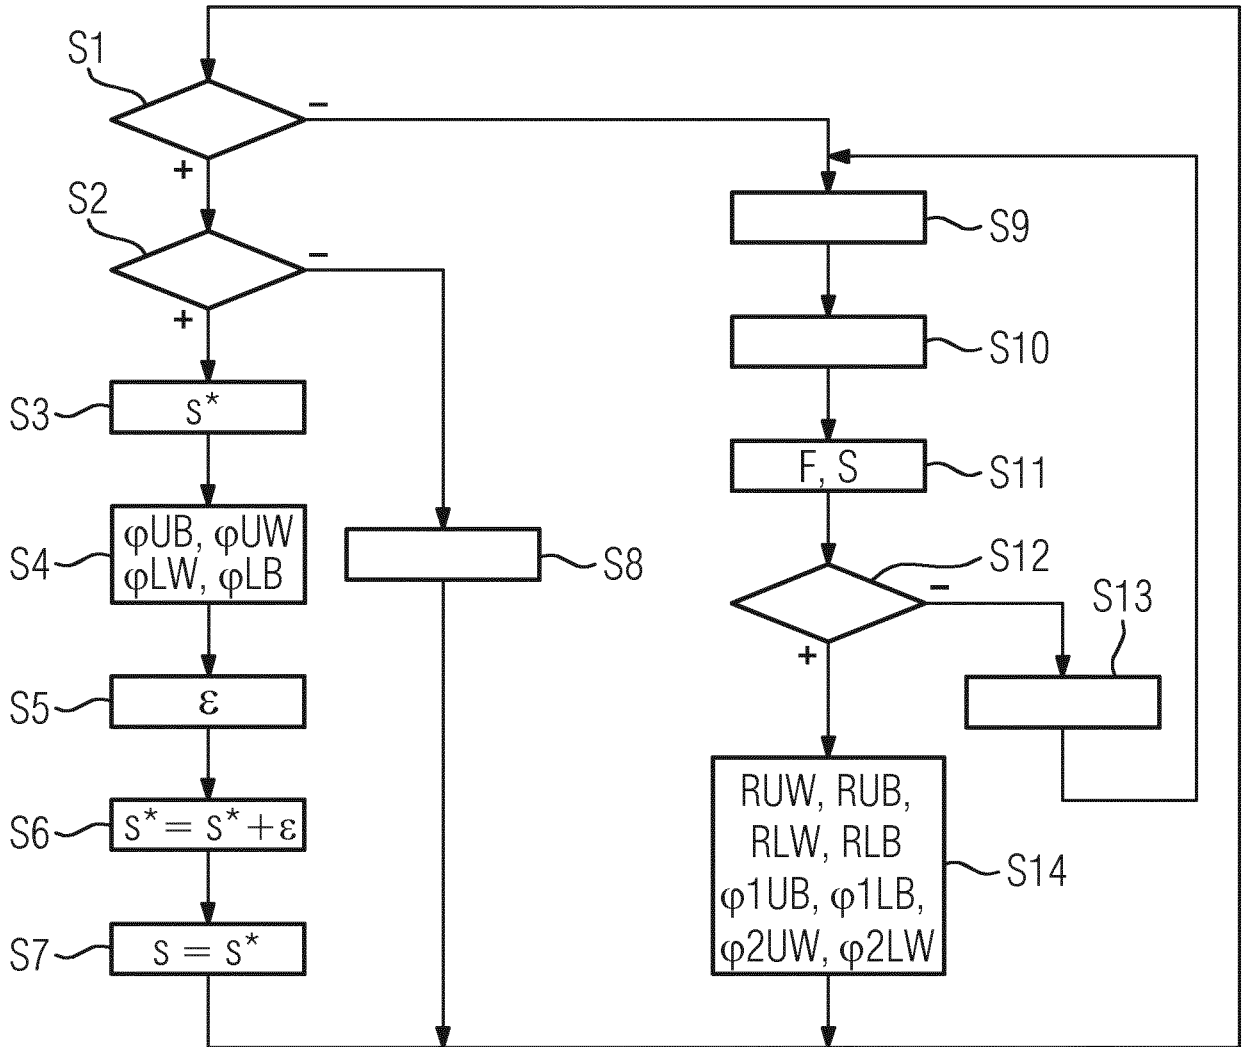 S1
−
+
S2
−
+
S3
s*
S4
φUB, φUW
φLW, φLB
S5
ε
S6
s* = s* + ε
S7
s = s*
S8
S9
S10
F, S
S11
S12
−
+
S13
RUW, RUB,
RLW, RLB
φ1UB, φ1LB,
φ2UW, φ2LW
S14